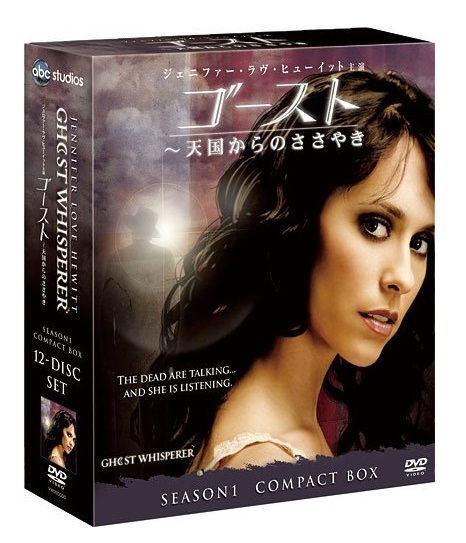 abc studios
JENNIFER LOVE HEWITT
GHOST WHISPERER
ゴースト
～天国からのささやき
SEASON1
COMPACT BOX
12-DISC
SET
DVD
VIDEO
ジェニファー・ラヴ・ヒューイット主演
ゴースト
～天国からのささやき
THE DEAD ARE TALKING...
AND SHE IS LISTENING.
GHOST WHISPERER
SEASON1 COMPACT BOX
DVD
VIDEO